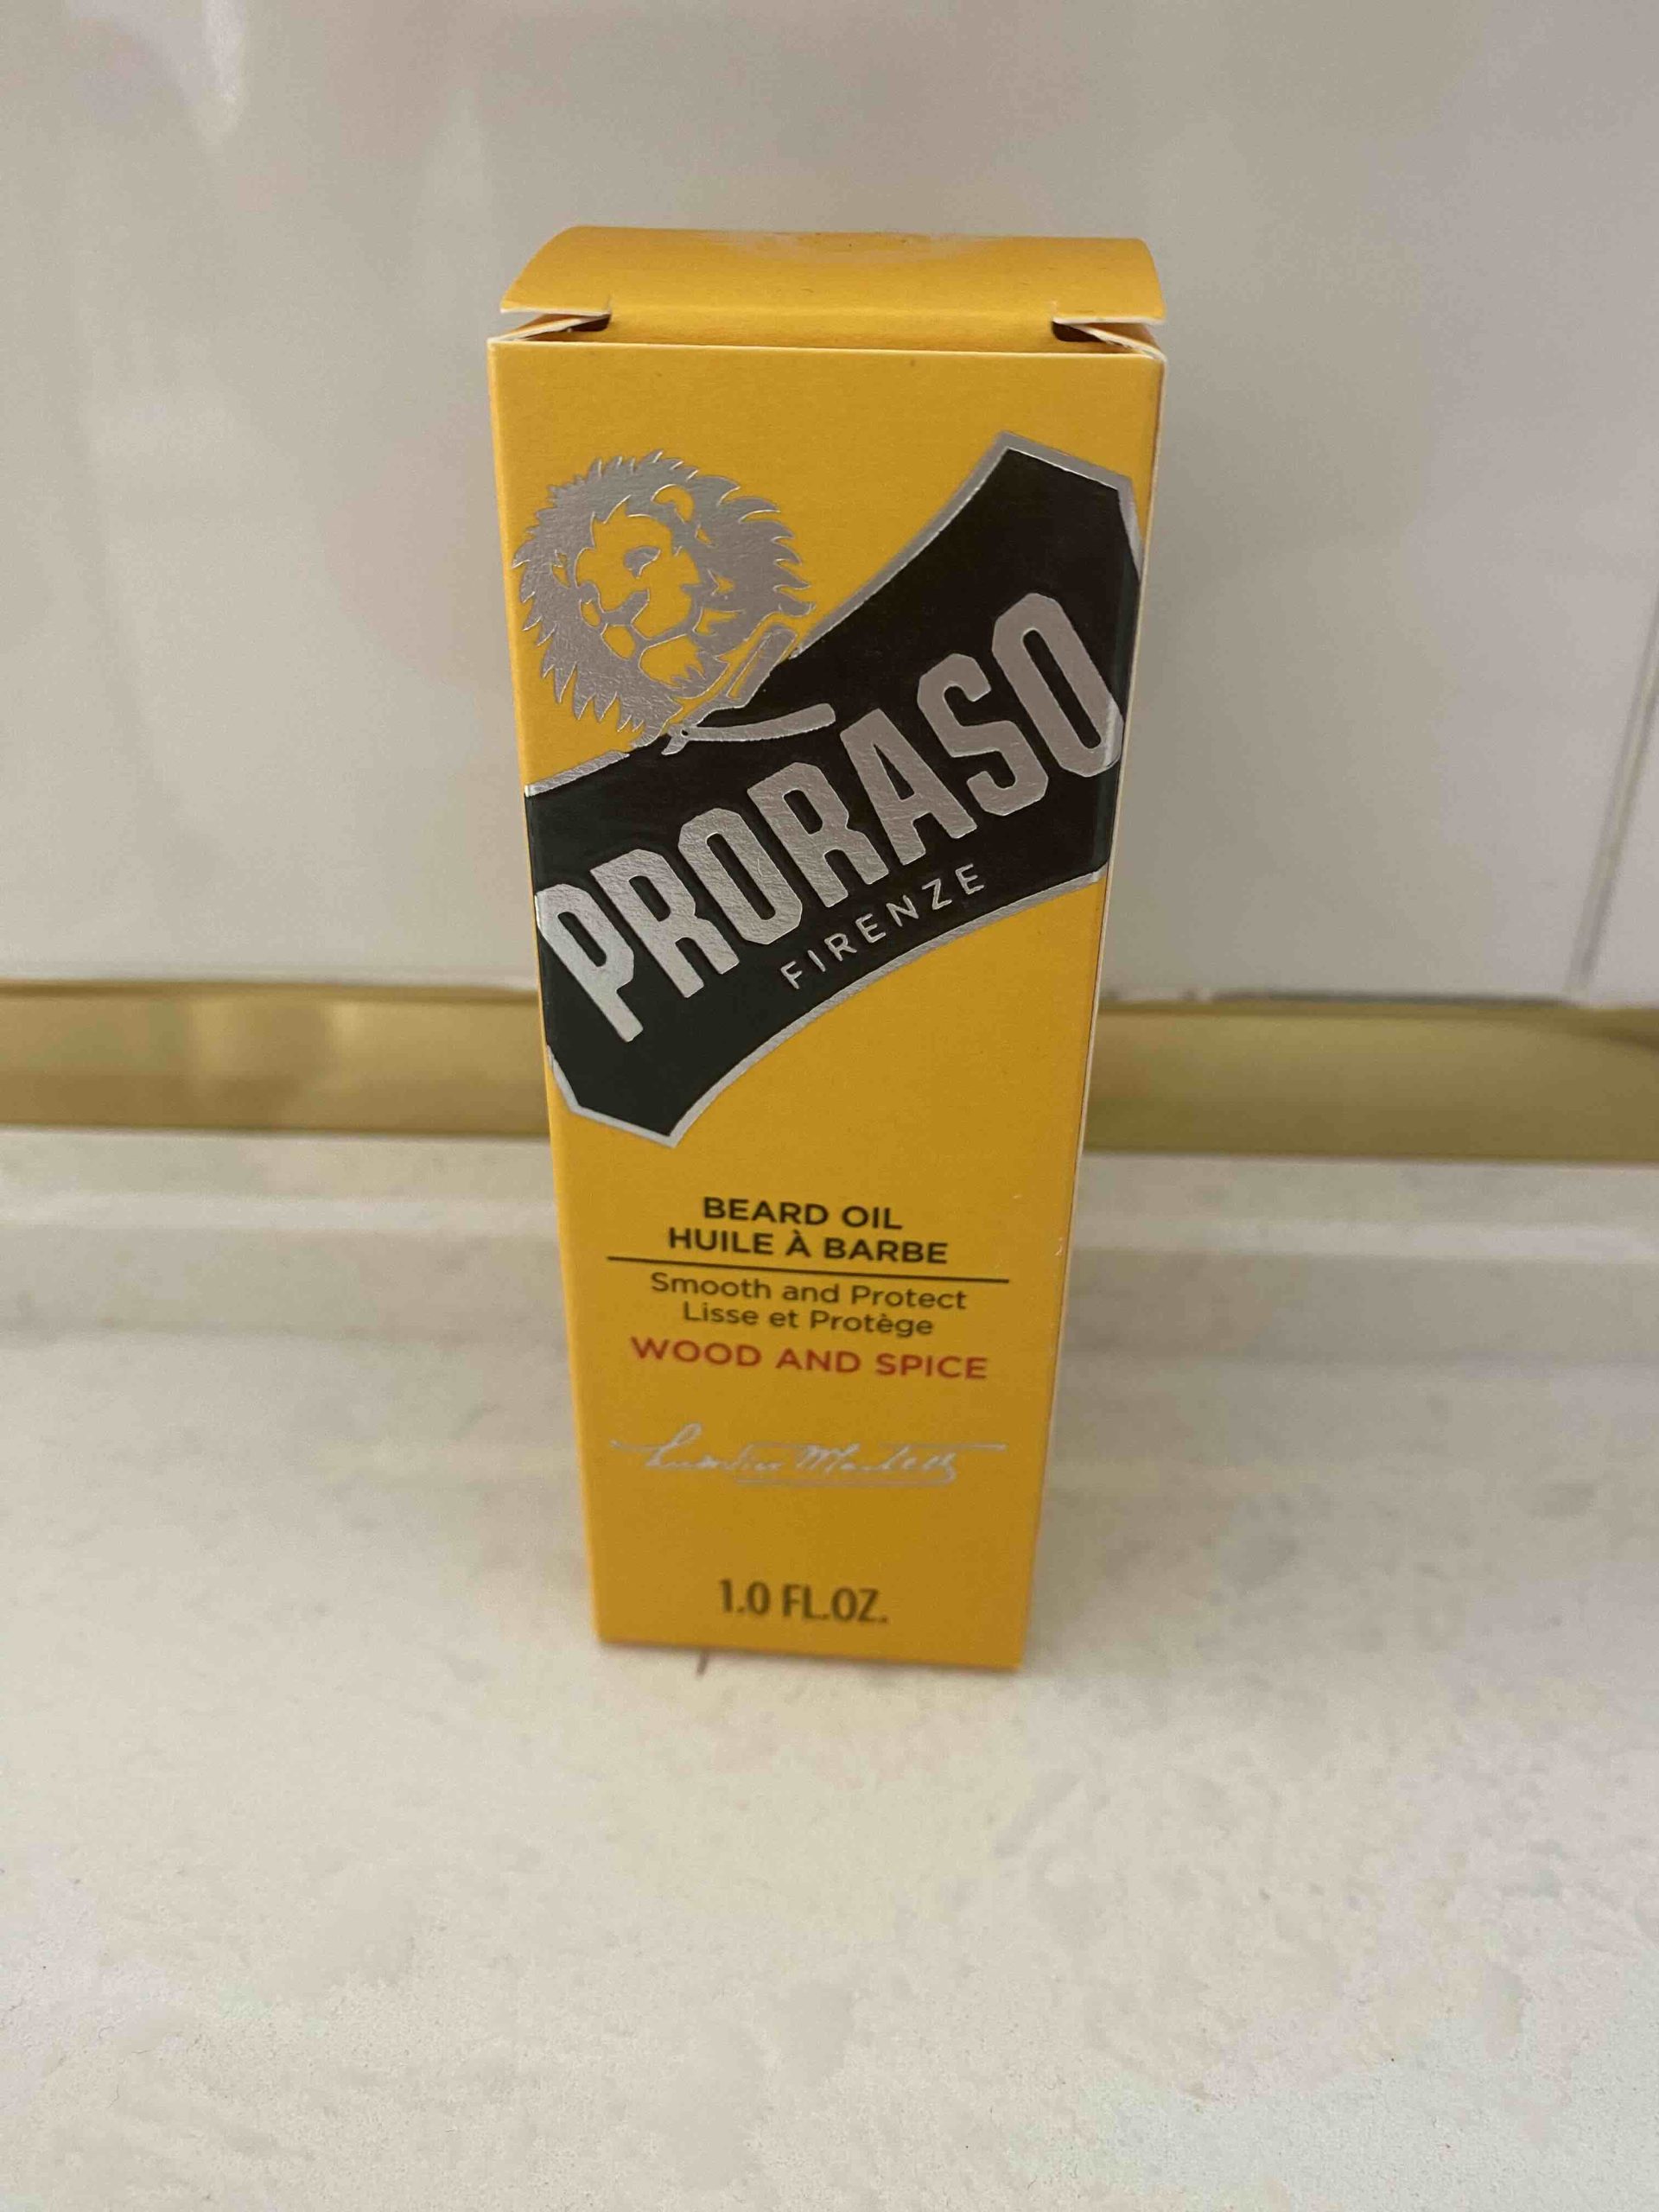 PRORASO
FIRENZE
BEARD OIL
HUILE À BARBE
Smooth and Protect
Lisse et Protège
WOOD AND SPICE
1.0 FL.OZ.